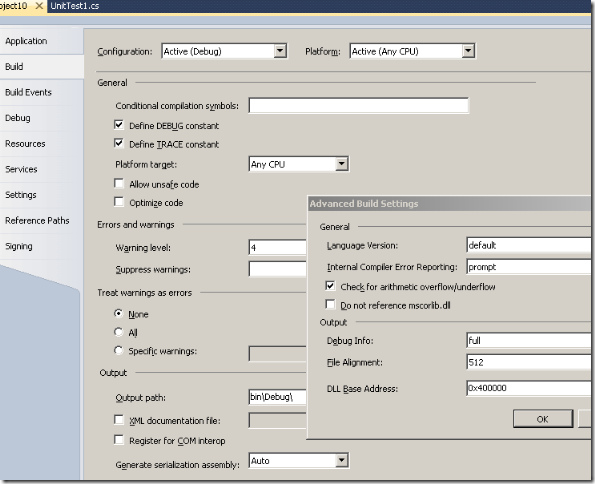 oject10 X UnitTest1.cs
Application
Build
Build Events
Debug
Resources
Services
Settings
Reference Paths
Signing
Configuration: Active (Debug) Platform: Active (Any CPU)
General
Conditional compilation symbols:
Define DEBUG constant
Define TRACE constant
Platform target: Any CPU
Allow unsafe code
Optimize code
Errors and warnings
Warning level: 4
Suppress warnings:
Treat warnings as errors
None
All
Specific warnings:
Output
Output path: bin\Debug\
XML documentation file:
Register for COM interop
Generate serialization assembly: Auto
Advanced Build Settings
General
Language Version: default
Internal Compiler Error Reporting: prompt
Check for arithmetic overflow/underflow
Do not reference mscorlib.dll
Output
Debug Info: full
File Alignment: 512
DLL Base Address: 0x400000
OK